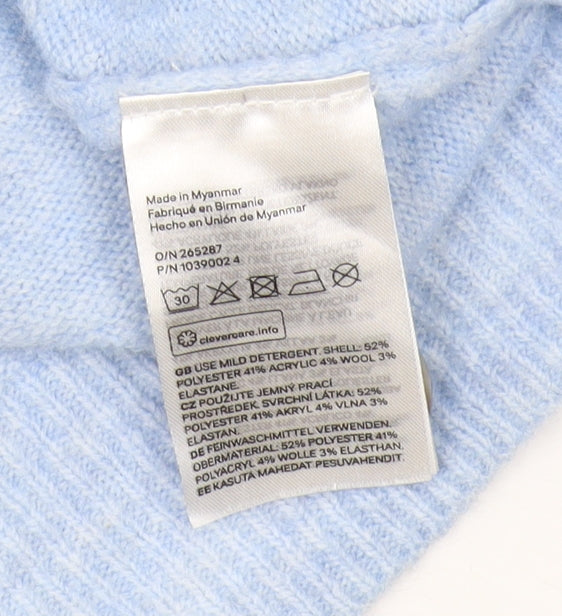 Made in Myanmar
Fabriqué en Birmanie
Hecho en Unión de Myanmar
O/N 265287
P/N 1039002 4
30
clevercare.info
GB USE MILD DETERGENT. SHELL: 52%
POLYESTER 41% ACRYLIC 4% WOOL 3%
ELASTANE.
CZ POUŽIJTE JEMNÝ PRACÍ
PROSTŘEDEK. SVRCHNÍ LÁTKA: 52%
POLYESTER 41% AKRYL 4% VLNA 3%
ELASTAN.
DE FEINWASCHMITTEL VERWENDEN.
OBERMATERIAL: 52% POLYESTER 41%
POLYACRYL 4% WOLLE 3% ELASTHAN.
EE KASUTA MAHEDAT PESUVAHENDIT.